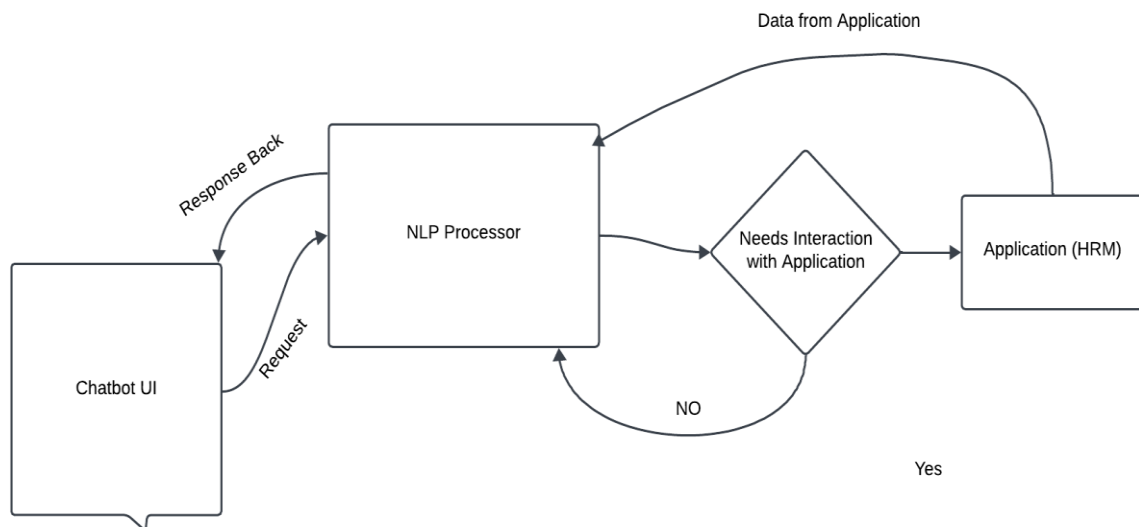 Data from Application
Response Back
NLP Processor
Needs Interaction
with Application
Application (HRM)
Request
Chatbot UI
NO
Yes